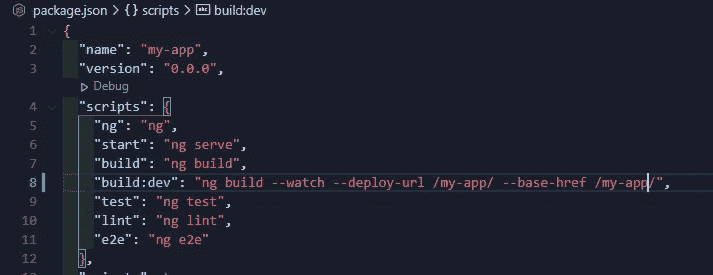 package.json > {} scripts > abc build:dev
1 {
2 "name": "my-app",
3 "version": "0.0.0",
Debug
4 "scripts": {
5 "ng": "ng",
6 "start": "ng serve",
7 "build": "ng build",
8 "build:dev": "ng build --watch --deploy-url /my-app/ --base-href /my-app/",
9 "test": "ng test",
10 "lint": "ng lint",
11 "e2e": "ng e2e"
12 },